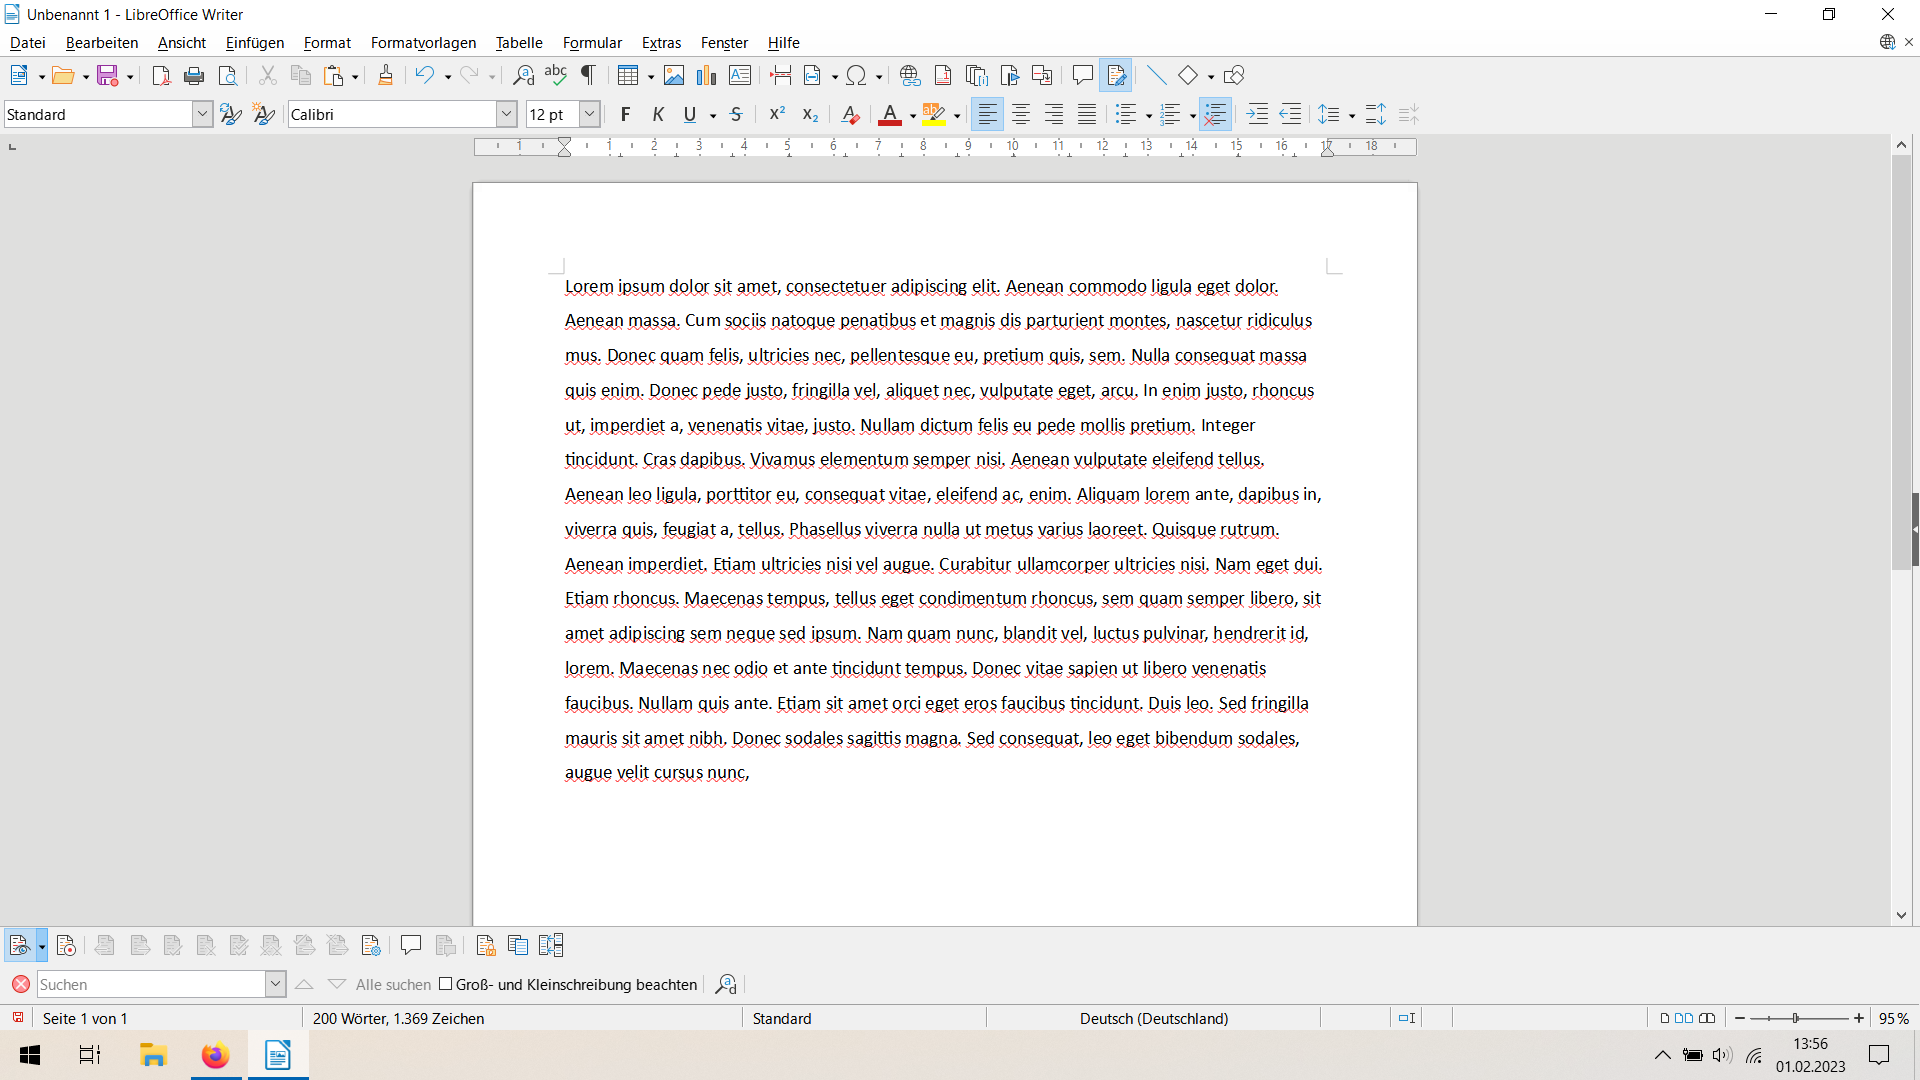 Unbenannt 1 - LibreOffice Writer
Datei Bearbeiten Ansicht Einfügen Format Formatvorlagen Tabelle Formular Extras Fenster Hilfe
Standard Calibri 12 pt F K U S X² X₂ A
1 1 2 3 4 5 6 7 8 9 10 11 12 13 14 15 16 17 18
Lorem ipsum dolor sit amet, consectetuer adipiscing elit. Aenean commodo ligula eget dolor.
Aenean massa. Cum sociis natoque penatibus et magnis dis parturient montes, nascetur ridiculus
mus. Donec quam felis, ultricies nec, pellentesque eu, pretium quis, sem. Nulla consequat massa
quis enim. Donec pede justo, fringilla vel, aliquet nec, vulputate eget, arcu. In enim justo, rhoncus
ut, imperdiet a, venenatis vitae, justo. Nullam dictum felis eu pede mollis pretium. Integer
tincidunt. Cras dapibus. Vivamus elementum semper nisi. Aenean vulputate eleifend tellus.
Aenean leo ligula, porttitor eu, consequat vitae, eleifend ac, enim. Aliquam lorem ante, dapibus in,
viverra quis, feugiat a, tellus. Phasellus viverra nulla ut metus varius laoreet. Quisque rutrum.
Aenean imperdiet. Etiam ultricies nisi vel augue. Curabitur ullamcorper ultricies nisi. Nam eget dui.
Etiam rhoncus. Maecenas tempus, tellus eget condimentum rhoncus, sem quam semper libero, sit
amet adipiscing sem neque sed ipsum. Nam quam nunc, blandit vel, luctus pulvinar, hendrerit id,
lorem. Maecenas nec odio et ante tincidunt tempus. Donec vitae sapien ut libero venenatis
faucibus. Nullam quis ante. Etiam sit amet orci eget eros faucibus tincidunt. Duis leo. Sed fringilla
mauris sit amet nibh. Donec sodales sagittis magna. Sed consequat, leo eget bibendum sodales,
augue velit cursus nunc,
Suchen Alle suchen Groß- und Kleinschreibung beachten
Seite 1 von 1 200 Wörter, 1.369 Zeichen Standard Deutsch (Deutschland) 95%
13:56
01.02.2023